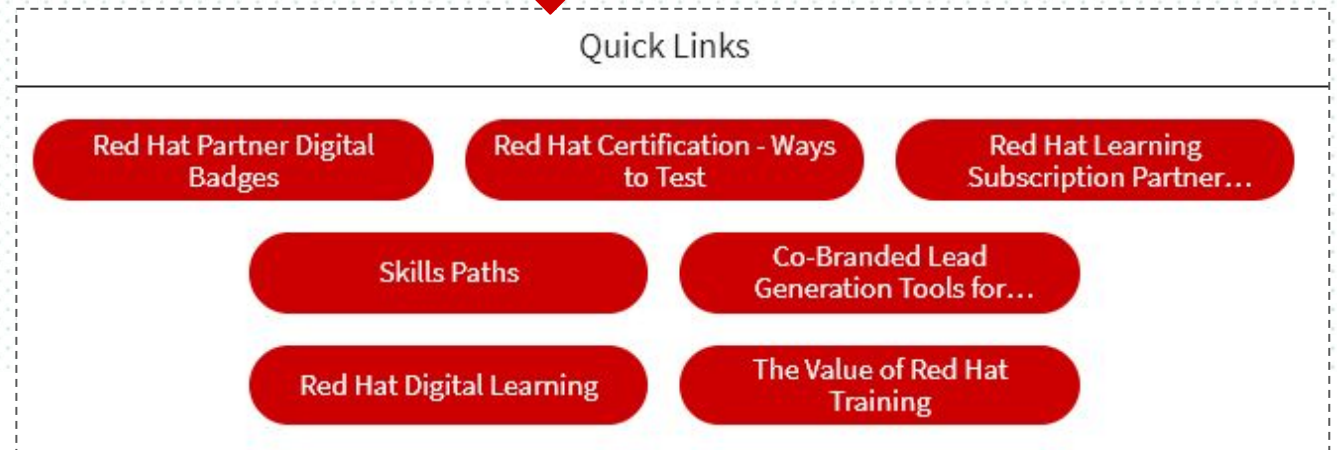 Quick Links
Red Hat Partner Digital
Badges
Red Hat Certification - Ways
to Test
Red Hat Learning
Subscription Partner…
Skills Paths
Co-Branded Lead
Generation Tools for…
Red Hat Digital Learning
The Value of Red Hat
Training